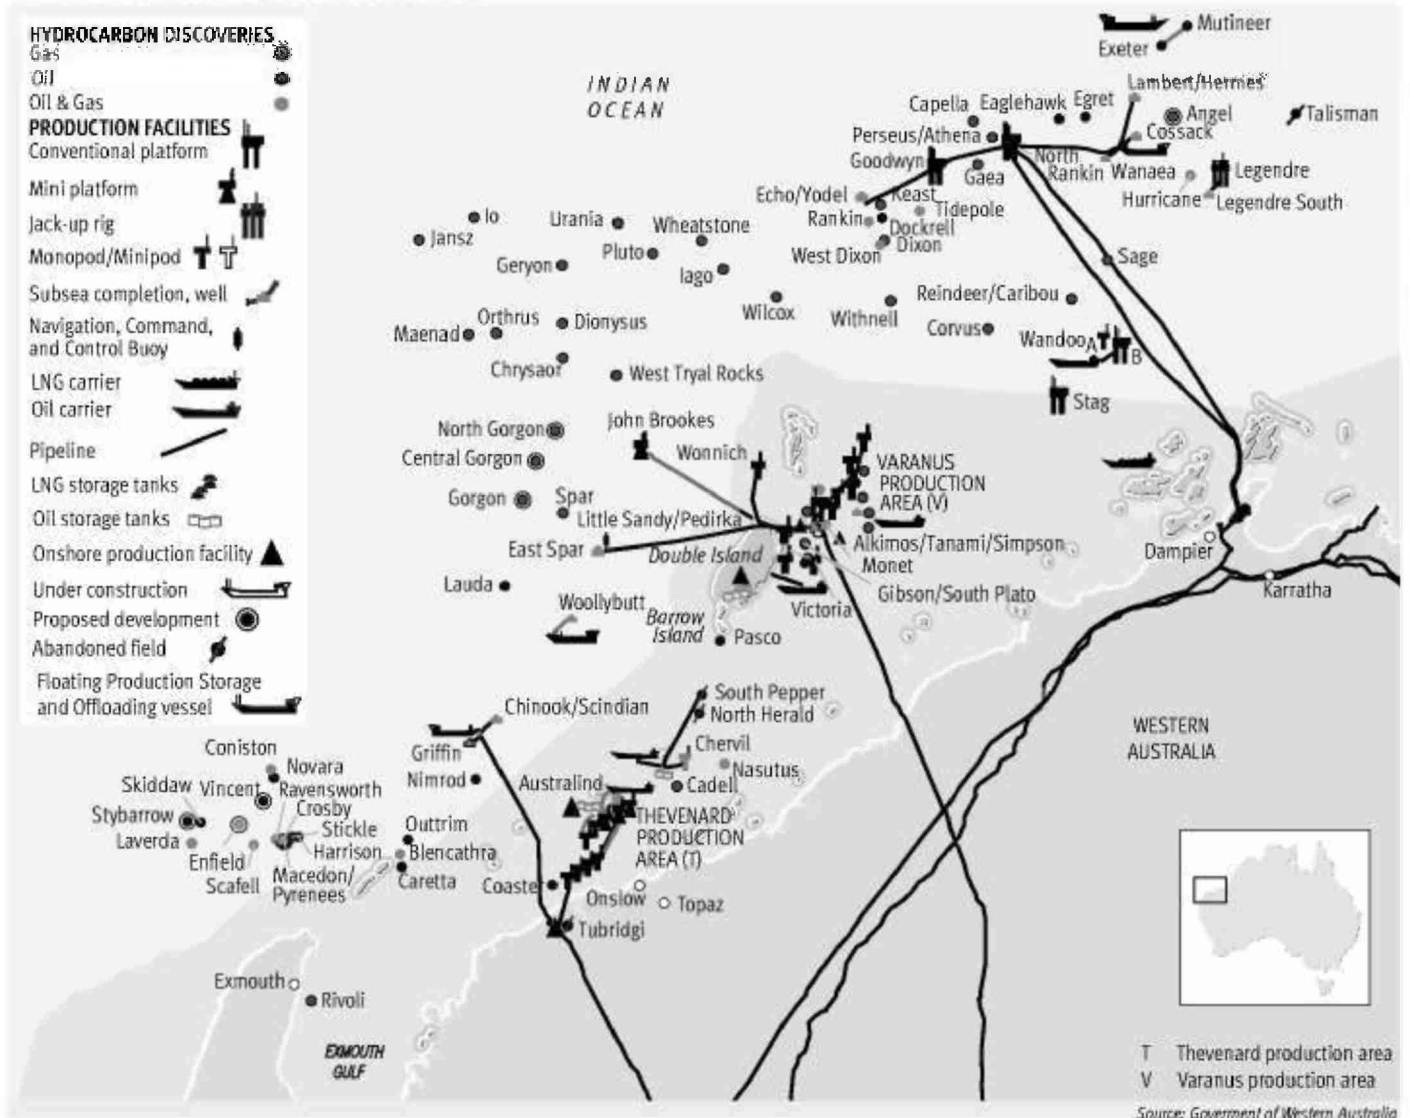 HYDROCARBON DISCOVERIES
Gas
Oil
Oil & Gas
PRODUCTION FACILITIES
Conventional platform
Mini platform
Jack-up rig
Monopod/Minipod
Subsea completion, well
Navigation, Command,
and Control Buoy
LNG carrier
Oil carrier
Pipeline
LNG storage tanks
Oil storage tanks
Onshore production facility
Under construction
Proposed development
Abandoned field
Floating Production Storage
and Offloading vessel
INDIAN
OCEAN
Mutineer
Exeter
Lambert/Hermes
Capella
Eaglehawk
Egret
Angel
Talisman
Perseus/Athena
Cossack
Goodwyn
North
Rankin
Wanaea
Legendre
Gaea
Hurricane
Legendre South
Echo/Yodel
Keast
Tidepole
Rankin
Dockrell
Dixon
West Dixon
Io
Jansz
Urania
Wheatstone
Pluto
Geryon
Iago
Sage
Wilcox
Withnell
Reindeer/Caribou
Corvus
Maenad
Orthrus
Dionysus
Chrysaor
West Tryal Rocks
Wandoo
A
B
Stag
North Gorgon
John Brookes
Central Gorgon
Wonnich
VARANUS
PRODUCTION
AREA (V)
Gorgon
Spar
Little Sandy/Pedirka
East Spar
Double Island
Alkimos/Tanami/Simpson
Monet
Gibson/South Plato
Dampier
Karratha
Lauda
Woollybutt
Barrow
Island
Victoria
Pasco
South Pepper
North Herald
Chinook/Scindian
Griffin
Chervil
Nasutus
Nimrod
Australind
Cadell
THEVENARD
PRODUCTION
AREA (T)
WESTERN
AUSTRALIA
Coniston
Novara
Skiddaw
Vincent
Ravensworth
Crosby
Stybarrow
Stickle
Laverda
Harrison
Enfield
Scafell
Macedon/
Pyrenees
Outtrim
Blencathra
Caretta
Coaster
Onslow
Topaz
Tubridgi
Exmouth
Rivoli
EXMOUTH
GULF
T Thevenard production area
V Varanus production area
Source: Goverment of Western Australia